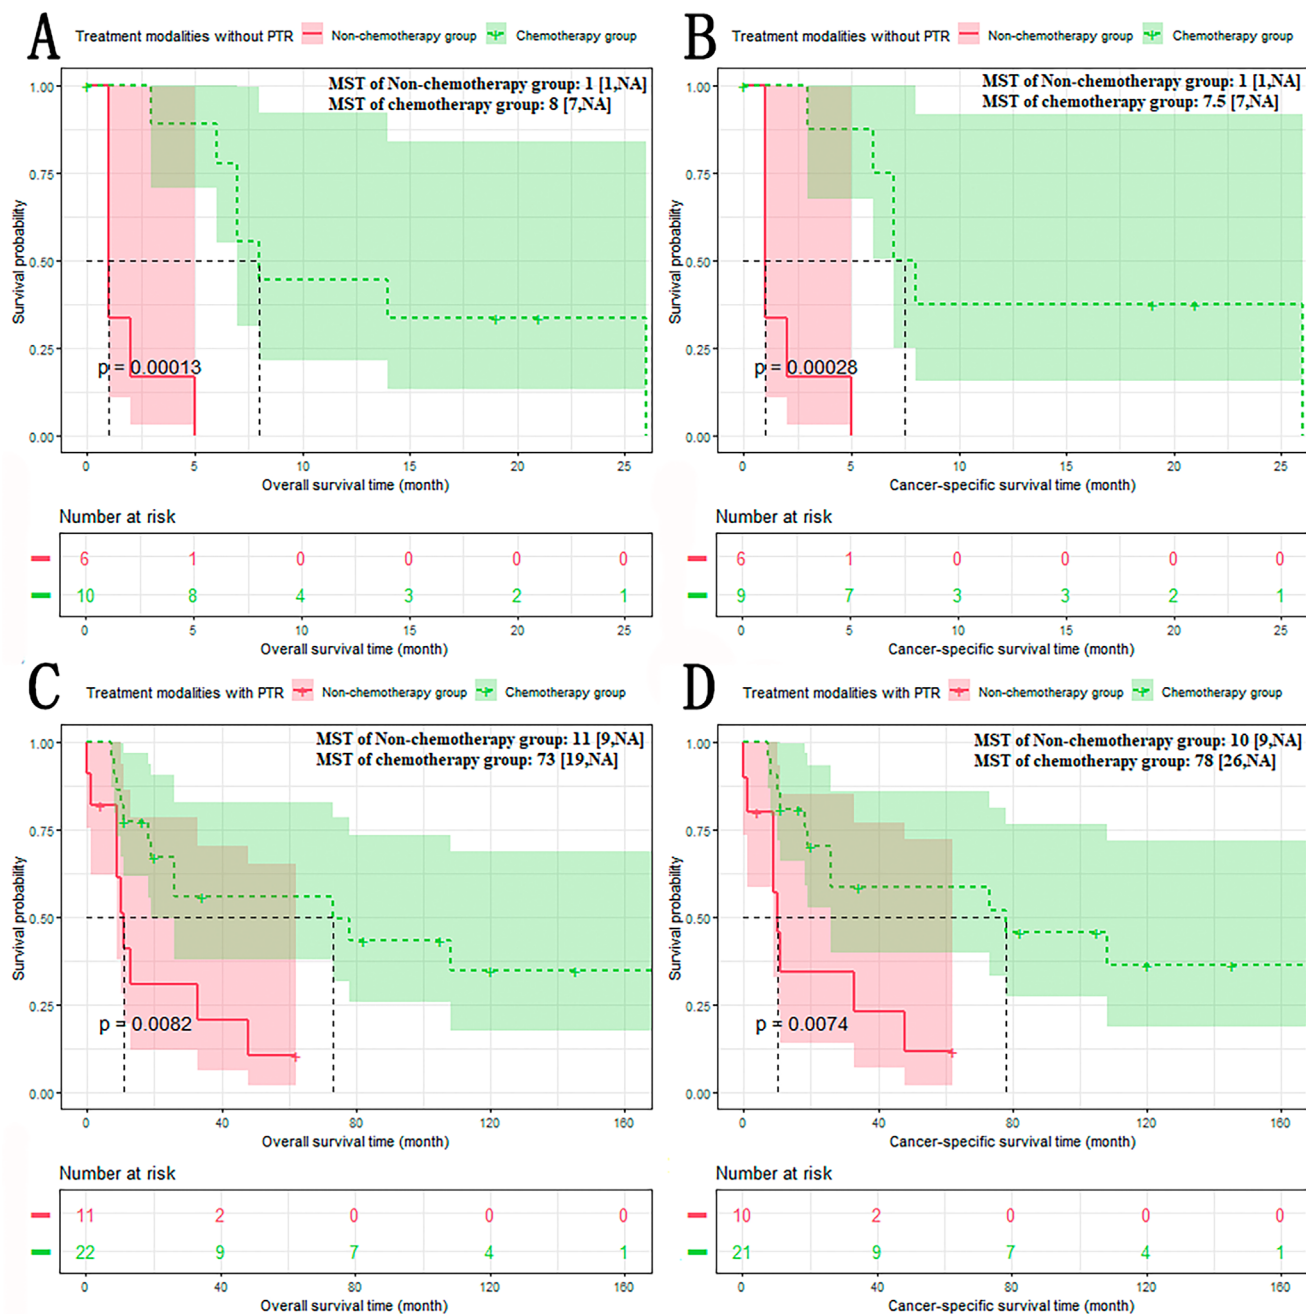 A
Treatment modalities without PTR Non-chemotherapy group Chemotherapy group
MST of Non-chemotherapy group: 1 [1,NA]
MST of chemotherapy group: 8 [7,NA]
Survival probability
1.00
0.75
0.50
0.25
0.00
p = 0.00013
0 5 10 15 20 25
Overall survival time (month)
Number at risk
6 1 0 0 0 0
10 8 4 3 2 1
0 5 10 15 20 25
Overall survival time (month)
B
Treatment modalities without PTR Non-chemotherapy group Chemotherapy group
MST of Non-chemotherapy group: 1 [1,NA]
MST of chemotherapy group: 7.5 [7,NA]
Survival probability
1.00
0.75
0.50
0.25
0.00
p = 0.00028
0 5 10 15 20 25
Cancer-specific survival time (month)
Number at risk
6 1 0 0 0 0
9 7 3 3 2 1
0 5 10 15 20 25
Cancer-specific survival time (month)
C
Treatment modalities with PTR Non-chemotherapy group Chemotherapy group
MST of Non-chemotherapy group: 11 [9,NA]
MST of chemotherapy group: 73 [19,NA]
Survival probability
1.00
0.75
0.50
0.25
0.00
p = 0.0082
0 40 80 120 160
Overall survival time (month)
Number at risk
11 2 0 0 0
22 9 7 4 1
0 40 80 120 160
Overall survival time (month)
D
Treatment modalities with PTR Non-chemotherapy group Chemotherapy group
MST of Non-chemotherapy group: 10 [9,NA]
MST of chemotherapy group: 78 [26,NA]
Survival probability
1.00
0.75
0.50
0.25
0.00
p = 0.0074
0 40 80 120 160
Cancer-specific survival time (month)
Number at risk
10 2 0 0 0
21 9 7 4 1
0 40 80 120 160
Cancer-specific survival time (month)